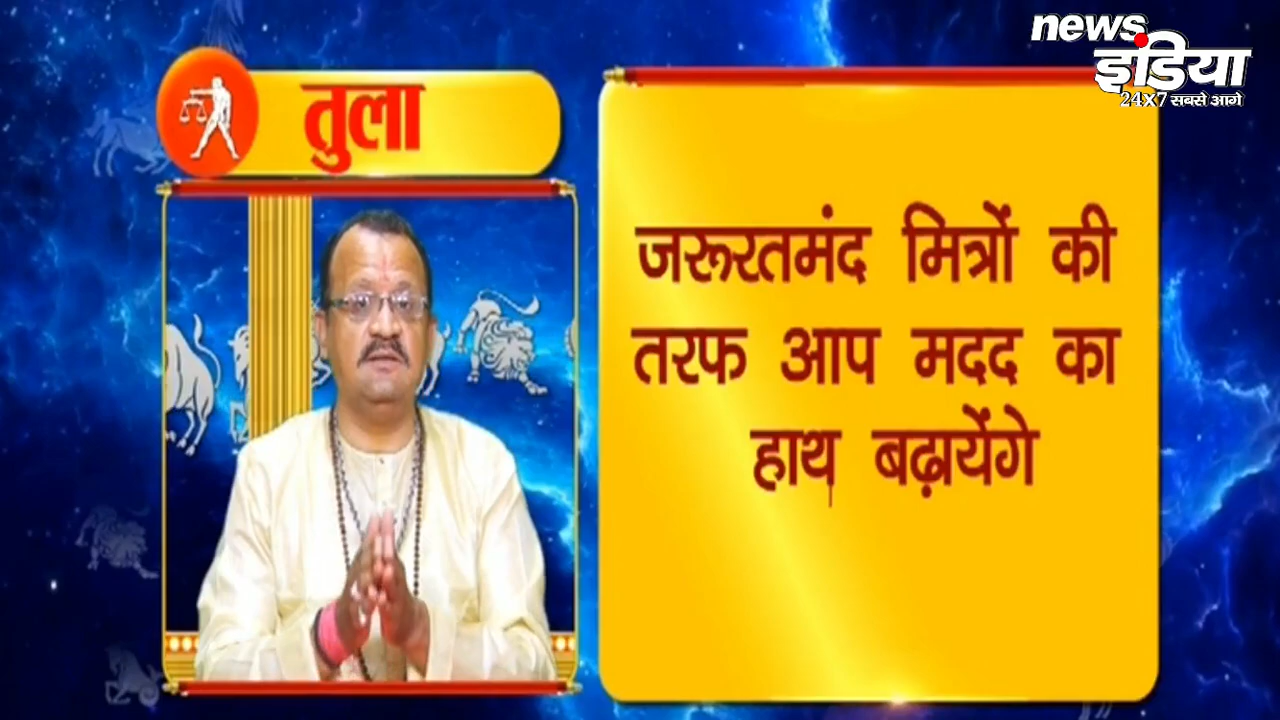 news
इंडिया
24x7 सबसे आगे
तुला
जरूरतमंद मित्रों की
तरफ आप मदद का
हाथ बढ़ायेंगे